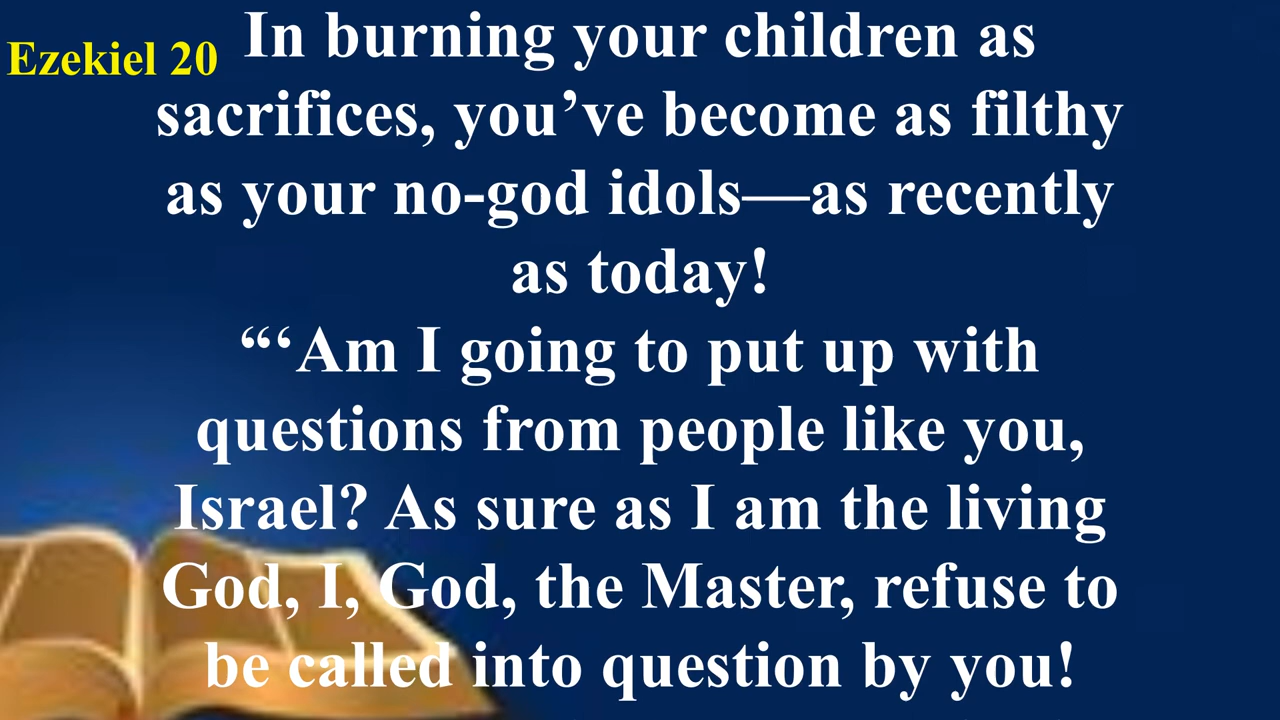 Ezekiel 20
In burning your children as
sacrifices, you’ve become as filthy
as your no-god idols—as recently
as today!
“‘Am I going to put up with
questions from people like you,
Israel? As sure as I am the living
God, I, God, the Master, refuse to
be called into question by you!